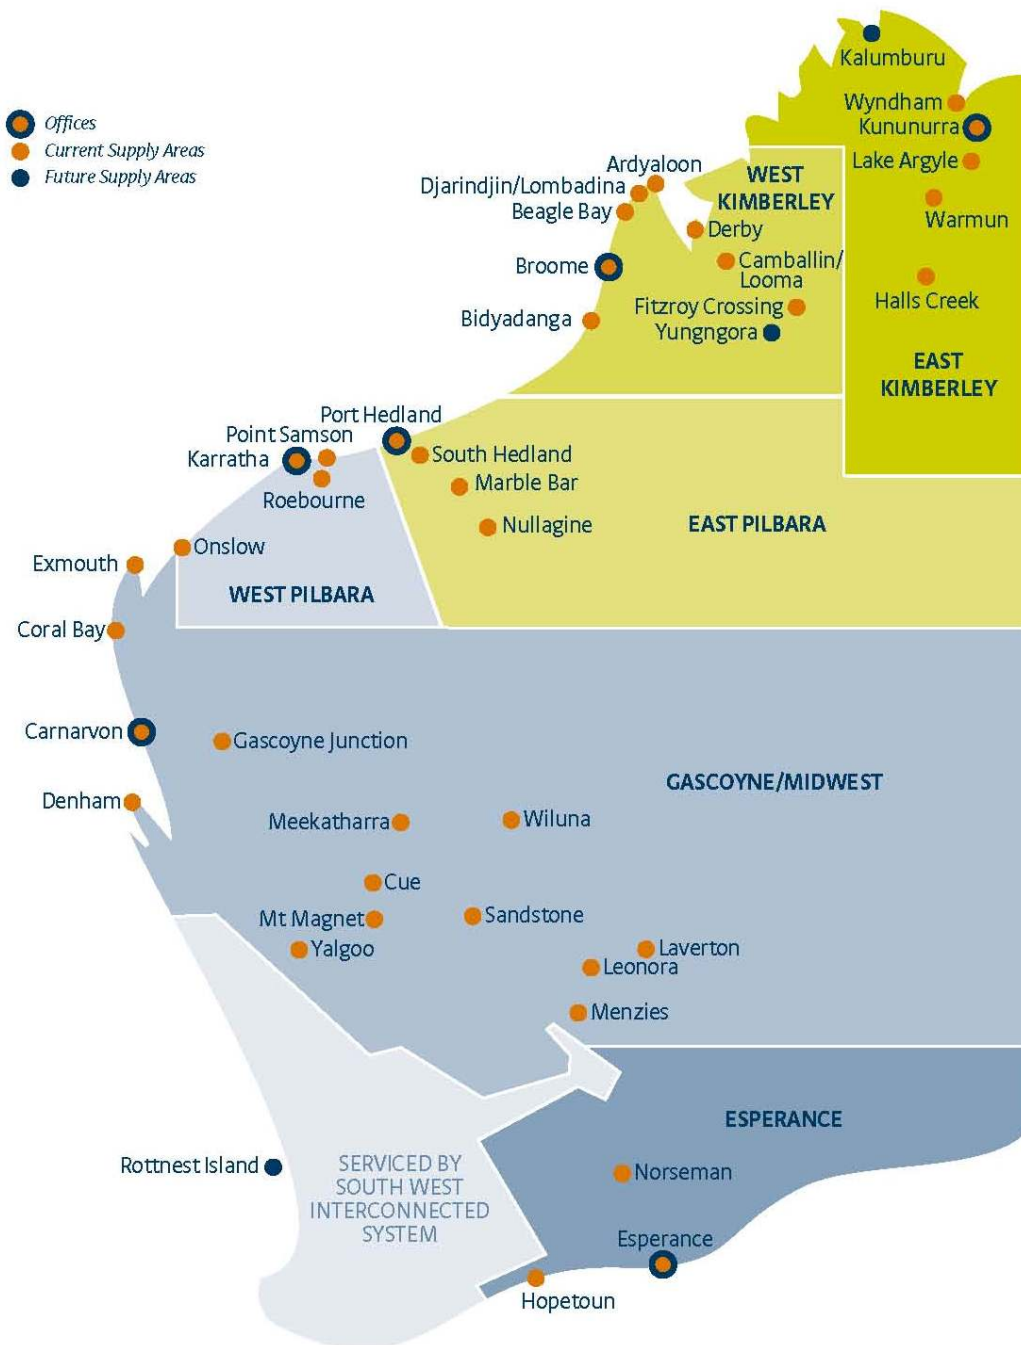 Offices
Current Supply Areas
Future Supply Areas
Kalumburu
Wyndham
Kununurra
Lake Argyle
Warmun
Halls Creek
EAST
KIMBERLEY
WEST
KIMBERLEY
Ardyaloon
Djarindjin/Lombadina
Beagle Bay
Derby
Broome
Camballin/
Looma
Bidyadanga
Fitzroy Crossing
Yungngora
Port Hedland
Point Samson
Karratha
Roebourne
South Hedland
Marble Bar
Nullagine
EAST PILBARA
Onslow
Exmouth
WEST PILBARA
Coral Bay
Carnarvon
Gascoyne Junction
GASCOYNE/MIDWEST
Denham
Meekatharra
Wiluna
Cue
Mt Magnet
Sandstone
Yalgoo
Laverton
Leonora
Menzies
ESPERANCE
Rottnest Island
SERVICED BY
SOUTH WEST
INTERCONNECTED
SYSTEM
Norseman
Esperance
Hopetoun